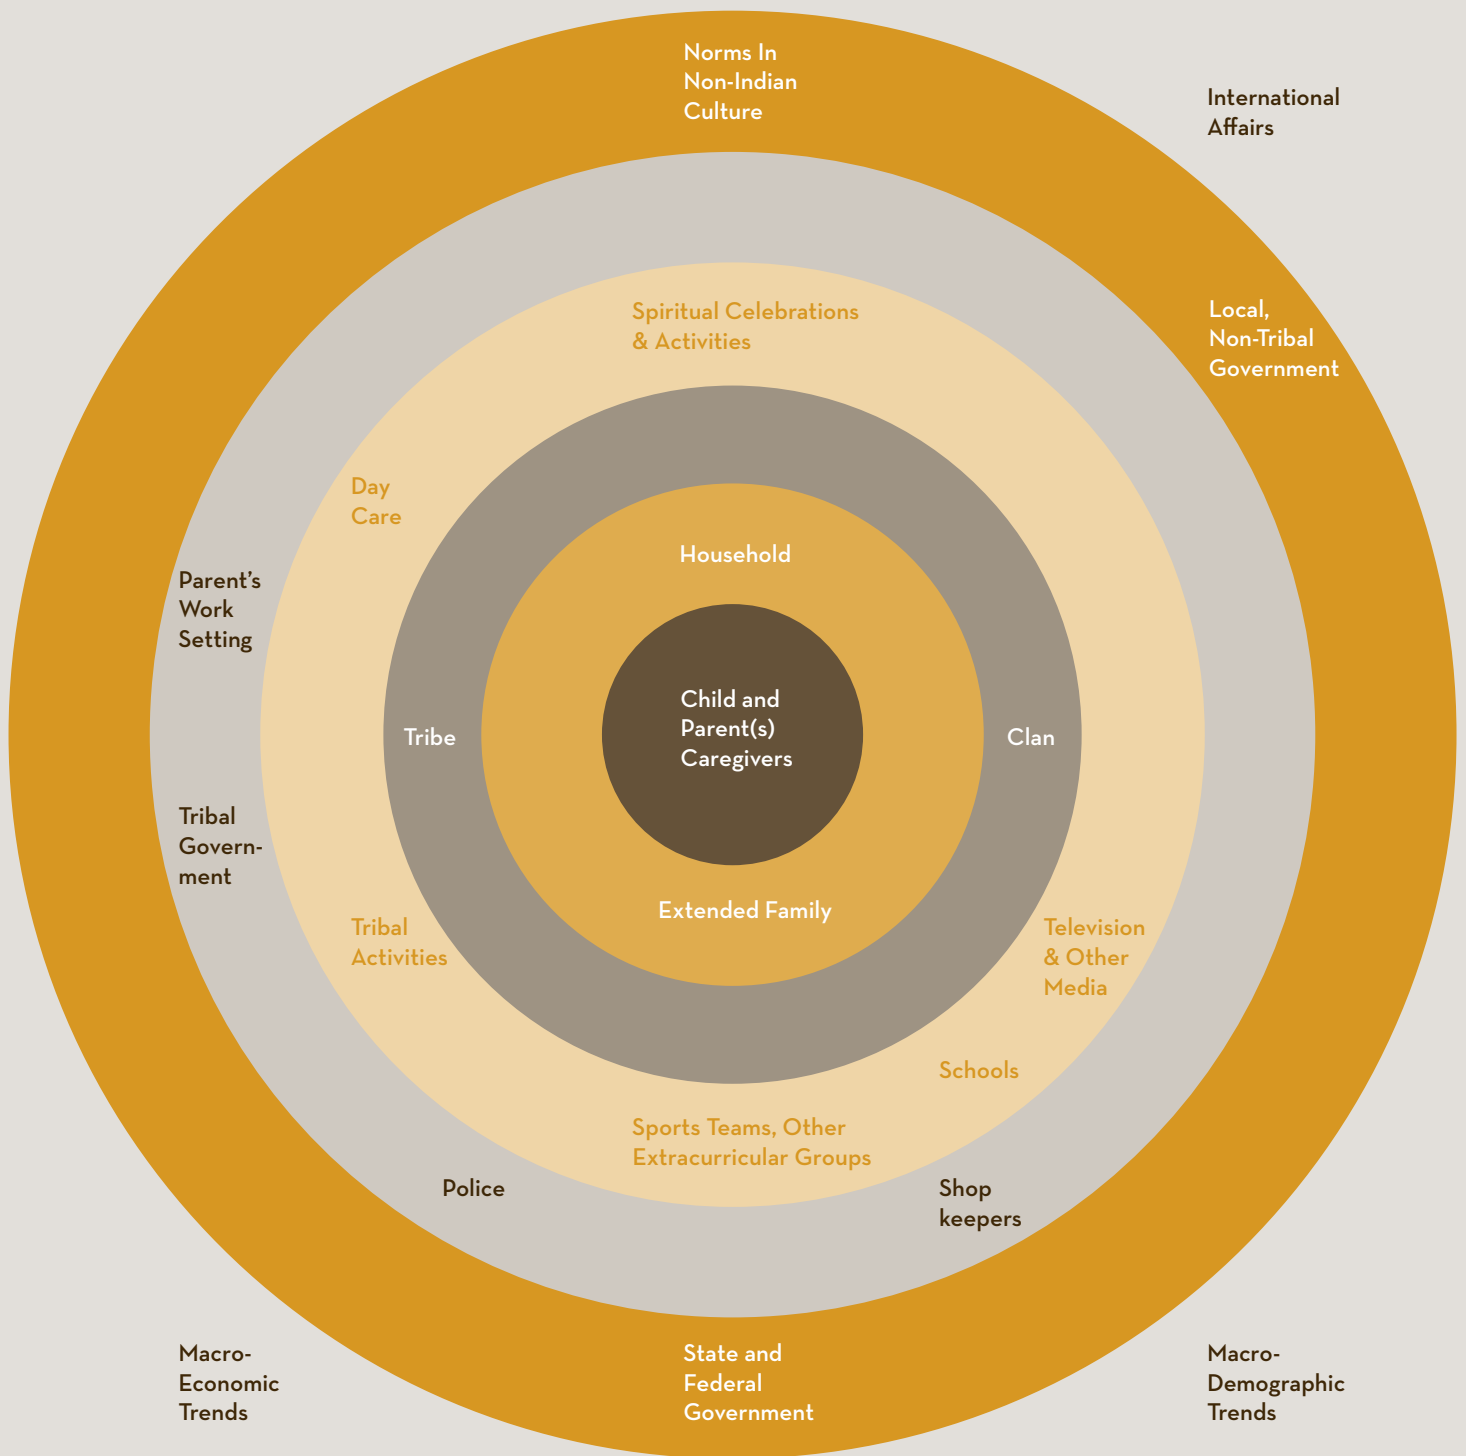 Norms In
Non-Indian
Culture
International
Affairs
Local,
Non-Tribal
Government
Spiritual Celebrations
& Activities
Day
Care
Household
Parent’s
Work
Setting
Child and
Parent(s)
Caregivers
Tribe
Clan
Tribal
Govern-
ment
Extended Family
Tribal
Activities
Television
& Other
Media
Schools
Sports Teams, Other
Extracurricular Groups
Police
Shop
keepers
Macro-
Economic
Trends
State and
Federal
Government
Macro-
Demographic
Trends